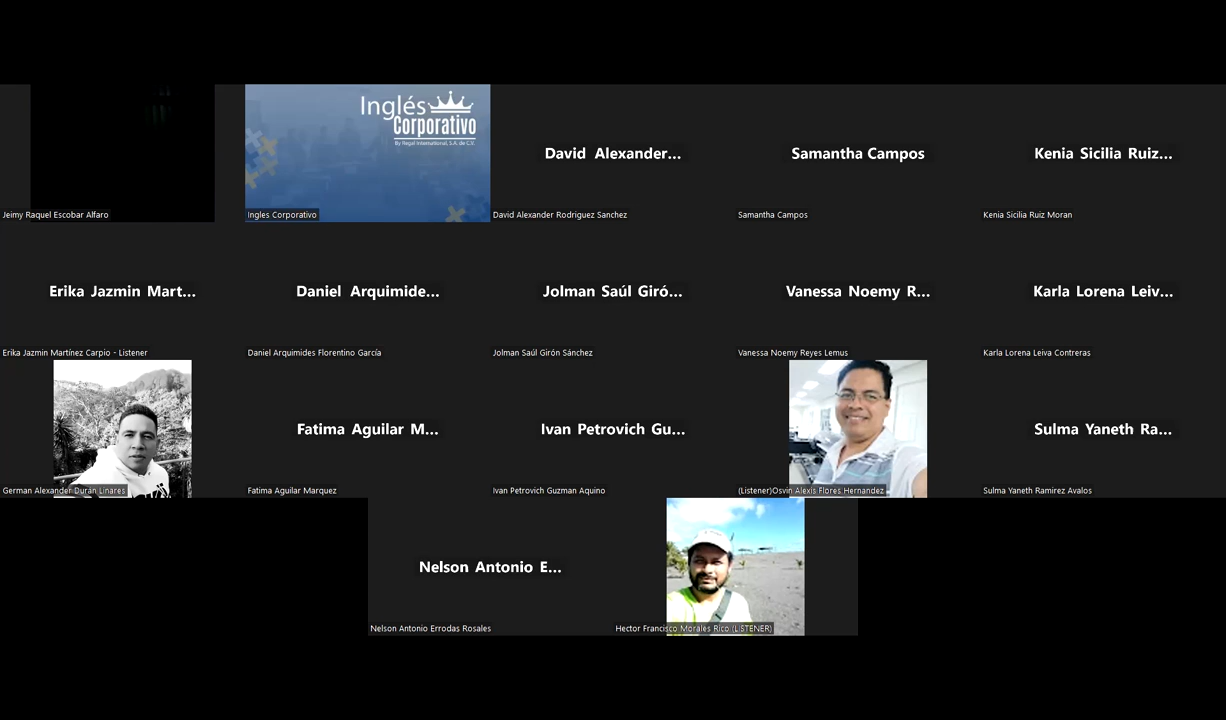 Inglés
Corporativo
By Regal International, S.A. de C.V.
David Alexander...
Samantha Campos
Kenia Sicilia Ruiz...
Jeimy Raquel Escobar Alfaro
Ingles Corporativo
David Alexander Rodriguez Sanchez
Samantha Campos
Kenia Sicilia Ruiz Moran
Erika Jazmin Mart...
Daniel Arquimide...
Jolman Saúl Giró...
Vanessa Noemy R...
Karla Lorena Leiv...
Erika Jazmin Martínez Carpio - Listener
Daniel Arquimides Florentino García
Jolman Saúl Girón Sánchez
Vanessa Noemy Reyes Lemus
Karla Lorena Leiva Contreras
Fatima Aguilar M...
Ivan Petrovich Gu...
Sulma Yaneth Ra...
German Alexander Durán Linares
Fatima Aguilar Marquez
Ivan Petrovich Guzman Aquino
(Listener)Osvin Alexis Flores Hernandez
Sulma Yaneth Ramirez Avalos
Nelson Antonio E...
Nelson Antonio Errodas Rosales
Hector Francisco Morales Rico (LISTENER)